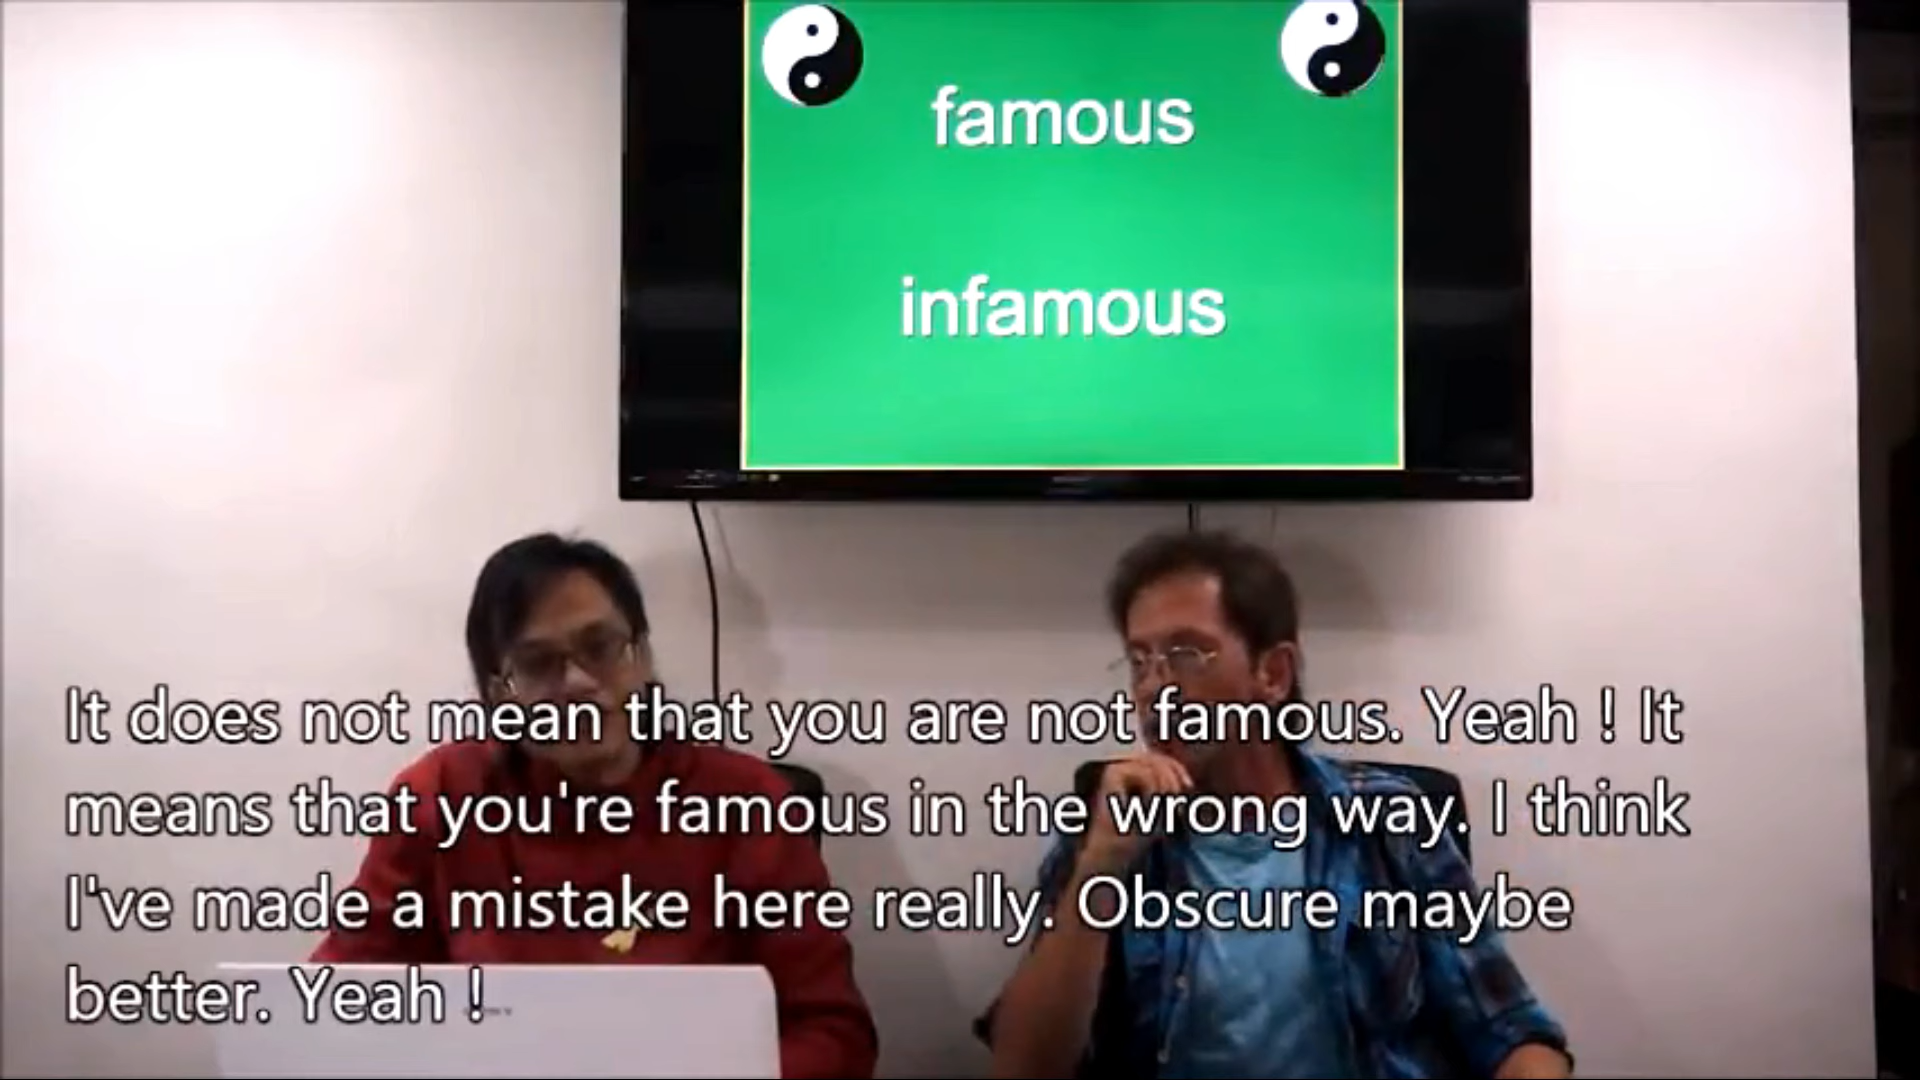 famous
infamous
It does not mean that you are not famous. Yeah ! It
means that you're famous in the wrong way. I think
I've made a mistake here really. Obscure maybe
better. Yeah !